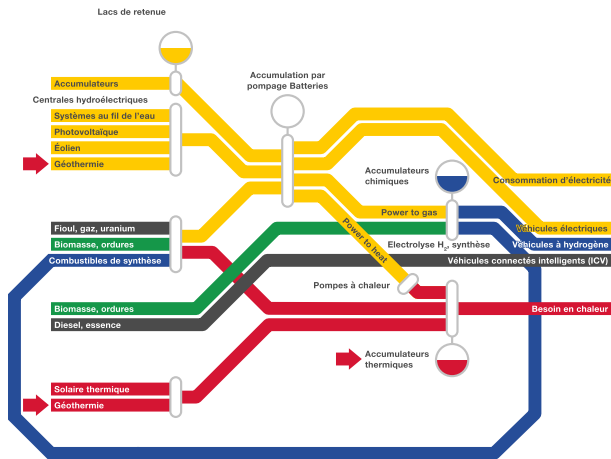 Lacs de retenue
Accumulateurs
Centrales hydroélectriques
Systèmes au fil de l'eau
Photovoltaïque
Éolien
Géothermie
Accumulation par
pompage Batteries
Accumulateurs
chimiques
Consommation d'électricité
Power to gas
Power to heat
Fioul, gaz, uranium
Biomasse, ordures
Combustibles de synthèse
Electrolyse H₂, synthèse
Véhicules électriques
Véhicules à hydrogène
Véhicules connectés intelligents (ICV)
Pompes à chaleur
Biomasse, ordures
Diesel, essence
Besoin en chaleur
Accumulateurs
thermiques
Solaire thermique
Géothermie